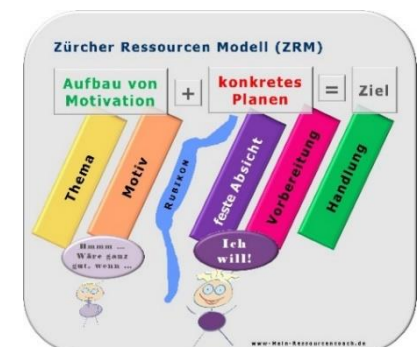 Zürcher Ressourcen Modell (ZRM)
Aufbau von
Motivation
+
konkretes
Planen
=
Ziel
Thema
Motiv
RUBIKON
feste Absicht
Vorbereitung
Handlung
Hmmm ...
Wäre ganz
gut, wenn ...
Ich
will!
www-Mein-Ressourcencoach.de